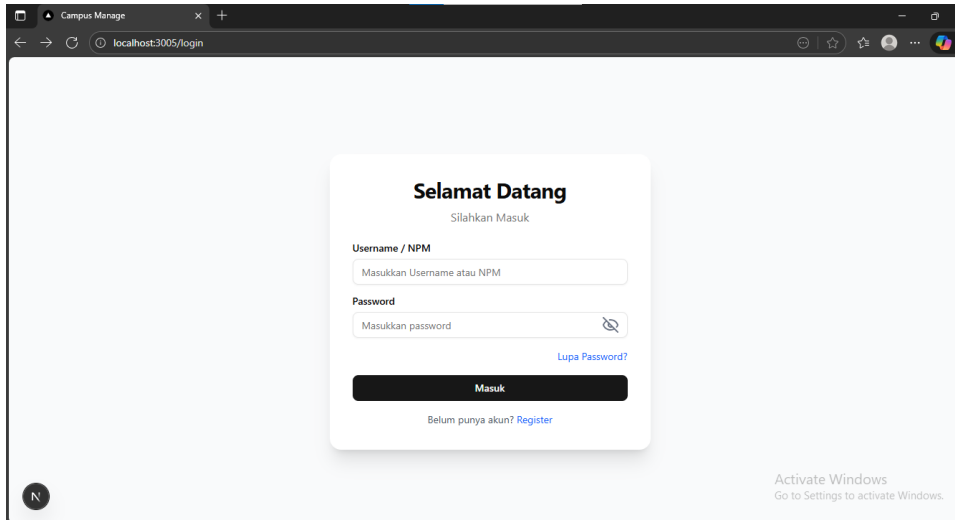 Campus Manage
localhost:3005/login
Selamat Datang
Silahkan Masuk
Username / NPM
Masukkan Username atau NPM
Password
Masukkan password
Lupa Password?
Masuk
Belum punya akun? Register
N
Activate Windows
Go to Settings to activate Windows.